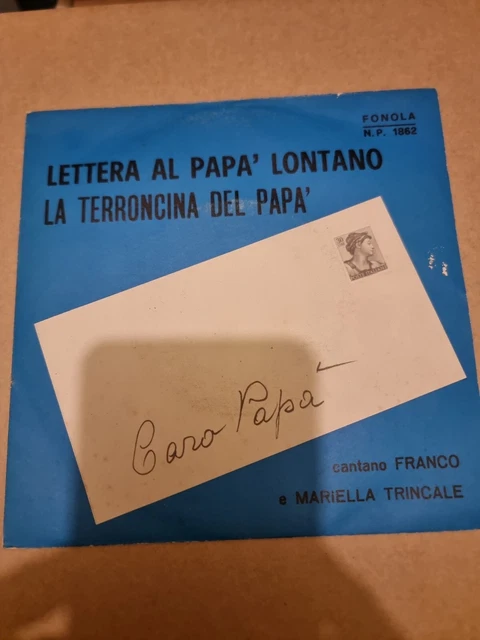 FONOLA
N.P. 1862
LETTERA AL PAPA' LONTANO
LA TERRONCINA DEL PAPA'
Caro Papà
cantano FRANCO
e MARiELLA TRINCALE